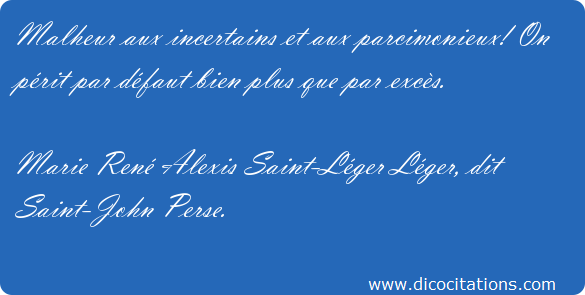 Malheur aux incertains et aux parcimonieux! On
périt par défaut bien plus que par excès.
Marie René Alexis Saint-Léger Léger, dit
Saint-John Perse.
www.dicocitations.com